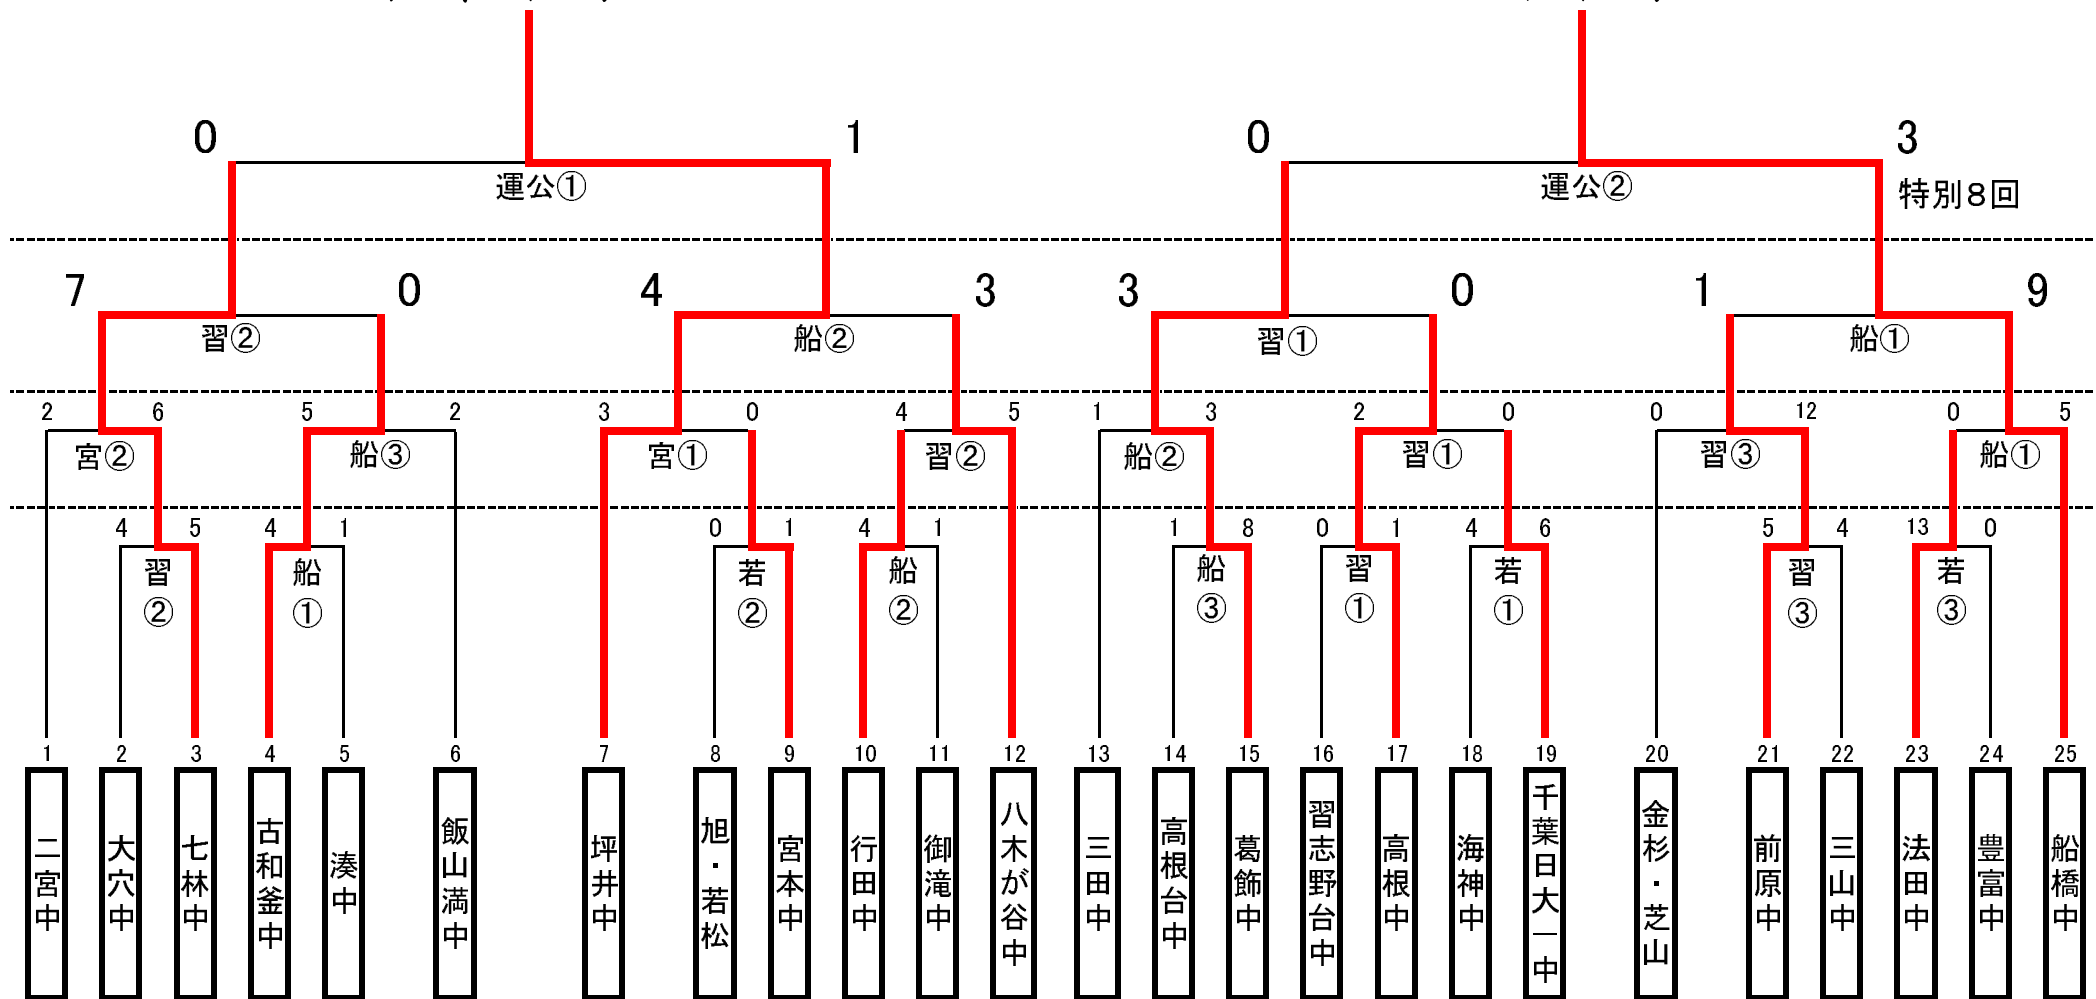 0 1 0 3
運公① 運公② 特別8回
7 0 4 3 3 0 1 9
習② 船② 習① 船①
2 6 5 2 3 0 4 5 1 3 2 0 0 12 0 5
宮② 船③ 宮① 習② 船② 習① 習③ 船①
4 5 4 1 0 1 4 1 1 8 0 1 4 6 5 4 13 0
習② 船① 若② 船② 船③ 習① 若① 習③ 若③
1 2 3 4 5 6 7 8 9 10 11 12 13 14 15 16 17 18 19 20 21 22 23 24 25
二宮中
大穴中
七林中
古和釜中
湊中
飯山満中
坪井中
旭・若松
宮本中
行田中
御滝中
八木が谷中
三田中
高根台中
葛飾中
習志野台中
高根中
海神中
千葉日大一中
金杉・芝山
前原中
三山中
法田中
豊富中
船橋中